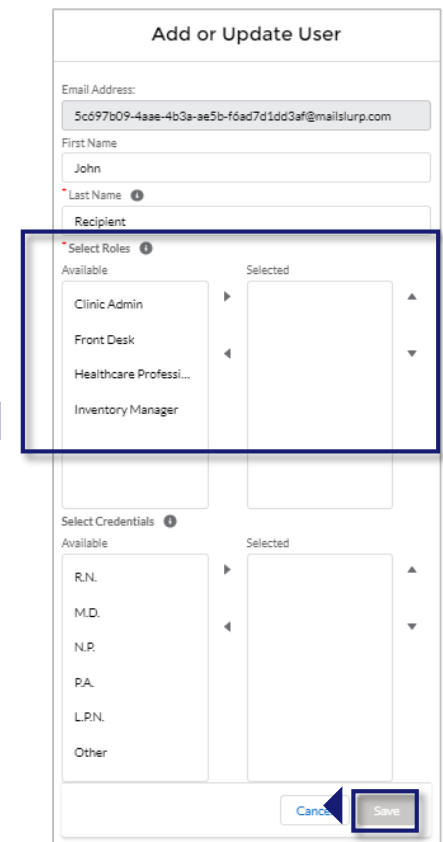 Add or Update User
Email Address:
5c697b09-4aae-4b3a-ae5b-f6ad7d1dd3af@mailslurp.com
First Name
John
*Last Name
Recipient
*Select Roles
Available Selected
Clinic Admin
Front Desk
Healthcare Professi...
Inventory Manager
Select Credentials
Available Selected
R.N.
M.D.
N.P.
P.A.
L.P.N.
Other
Save